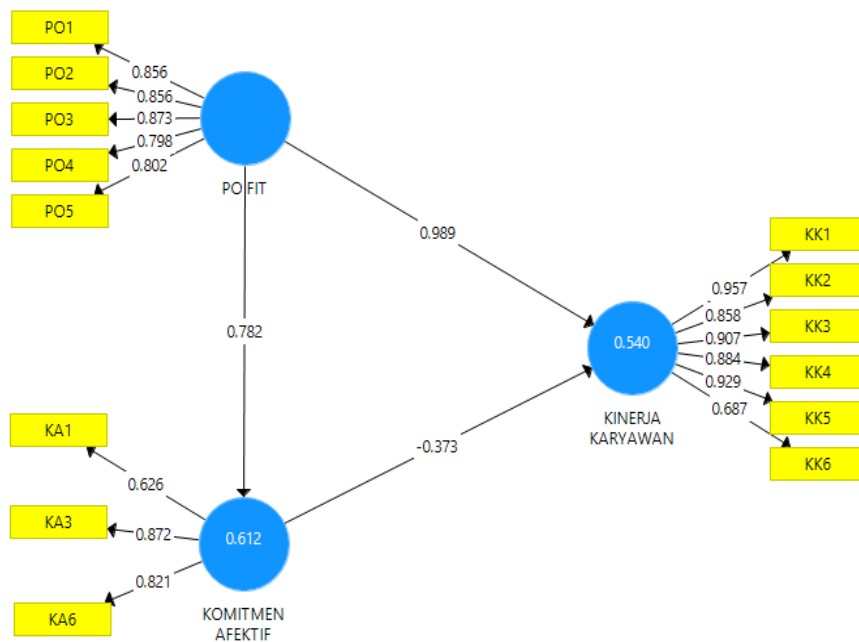 PO1
PO2
PO3
PO4
PO5
0.856
0.856
0.873
0.798
0.802
PO FIT
0.989
0.782
KK1
KK2
KK3
KK4
KK5
KK6
0.957
0.858
0.907
0.884
0.929
0.687
0.540
KINERJA
KARYAWAN
-0.373
KA1
KA3
KA6
0.626
0.872
0.821
0.612
KOMITMEN
AFEKTIF